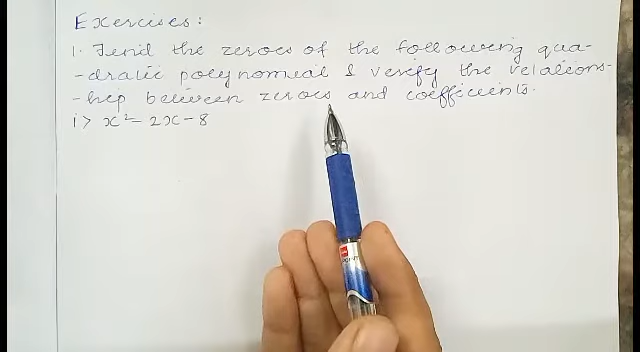 Exercises:
1. Find the zeroes of the following qua-
-dratic polynomial & verify the relations-
-hip between zeroes and coefficients.
i> x² - 2x - 8